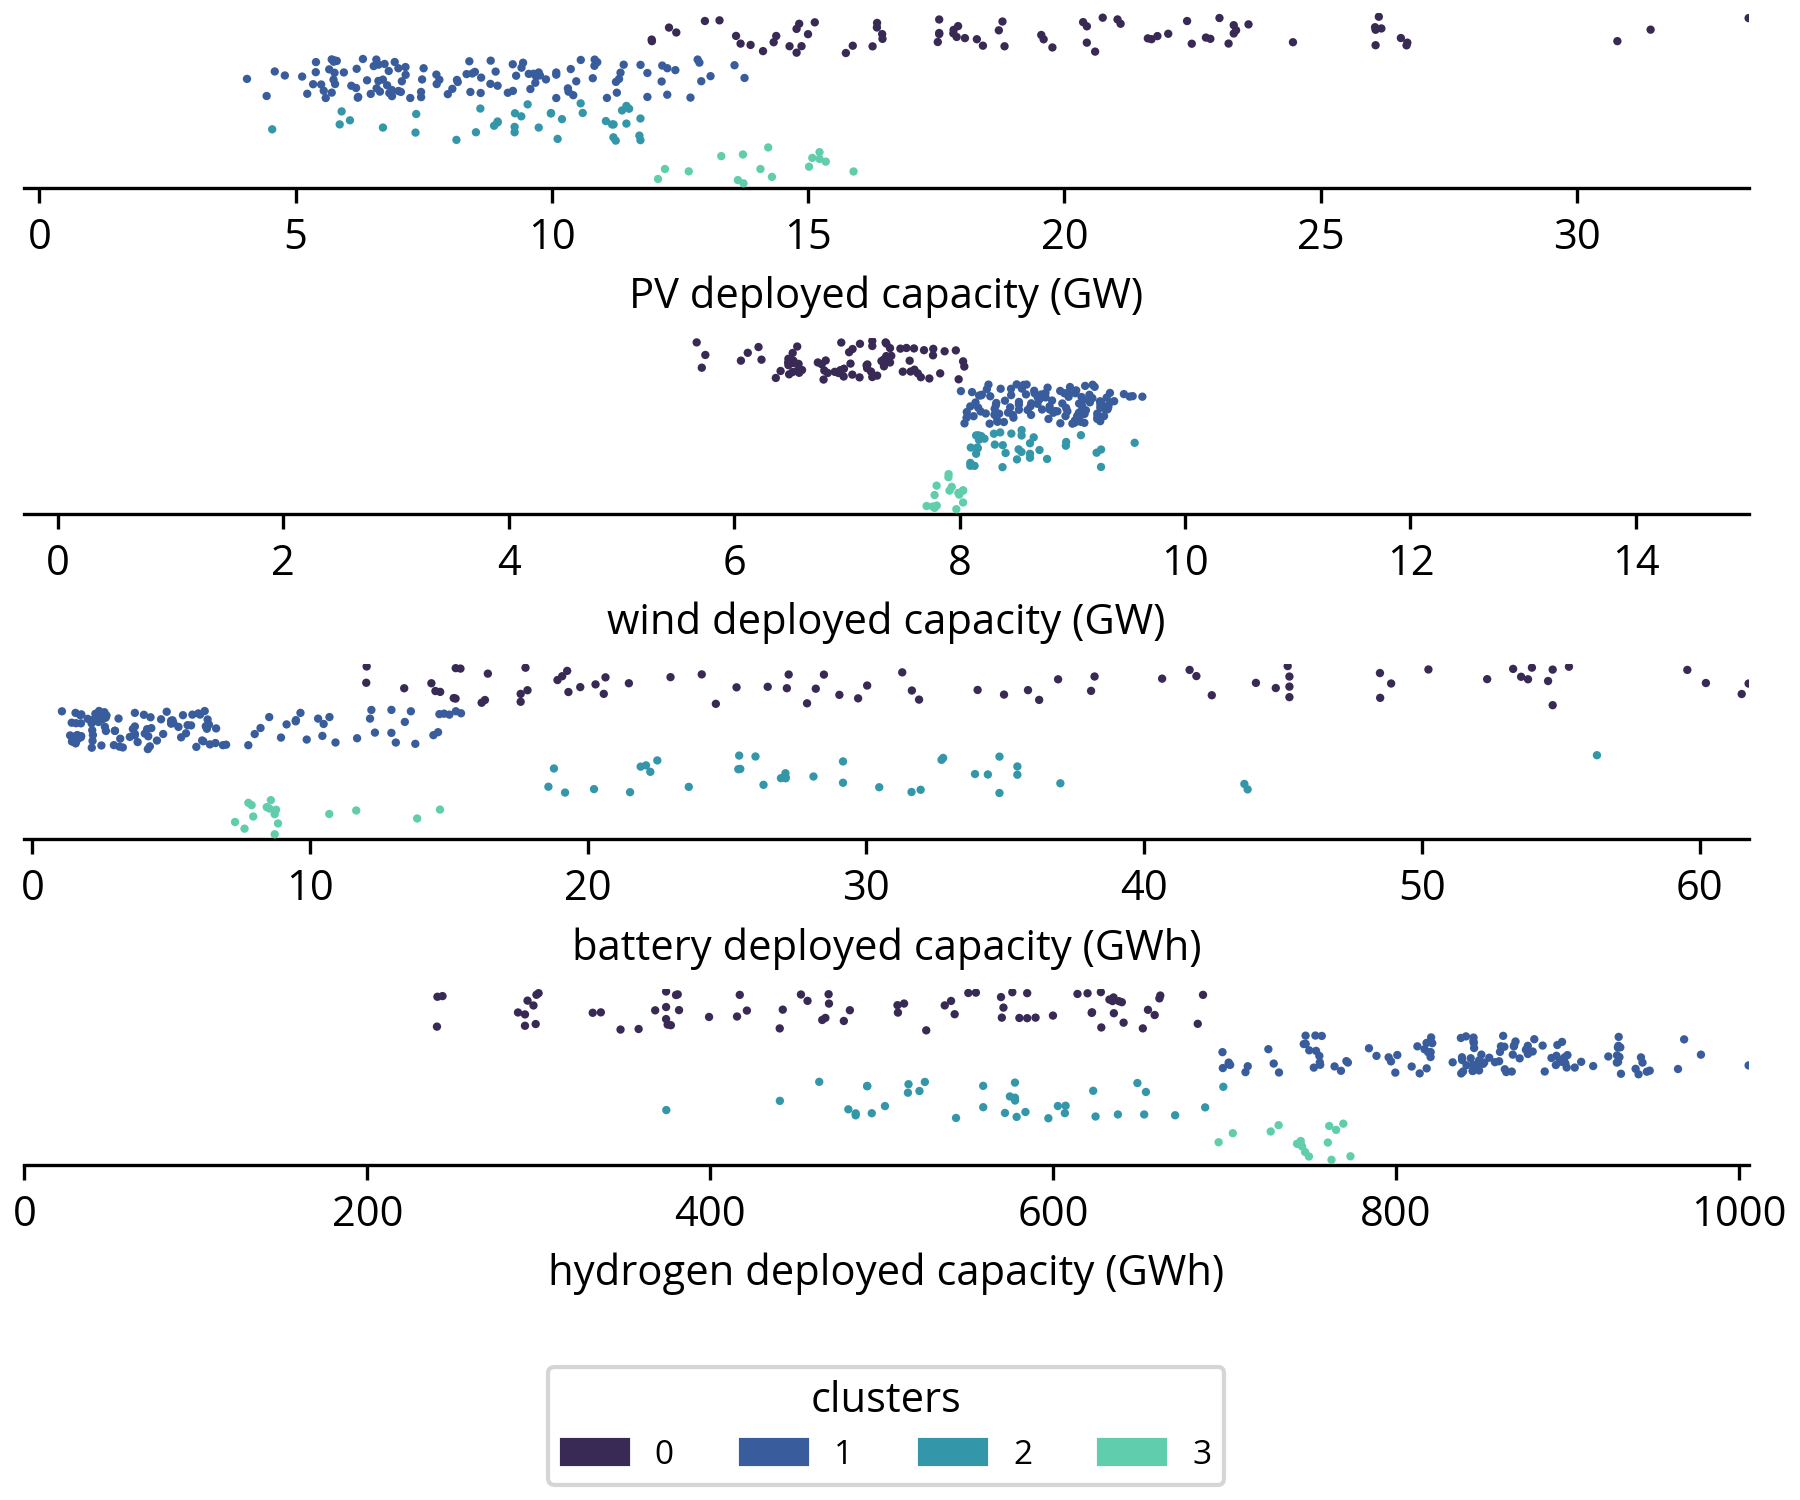 0 5 10 15 20 25 30
PV deployed capacity (GW)
0 2 4 6 8 10 12 14
wind deployed capacity (GW)
0 10 20 30 40 50 60
battery deployed capacity (GWh)
0 200 400 600 800 1000
hydrogen deployed capacity (GWh)
clusters
0 1 2 3